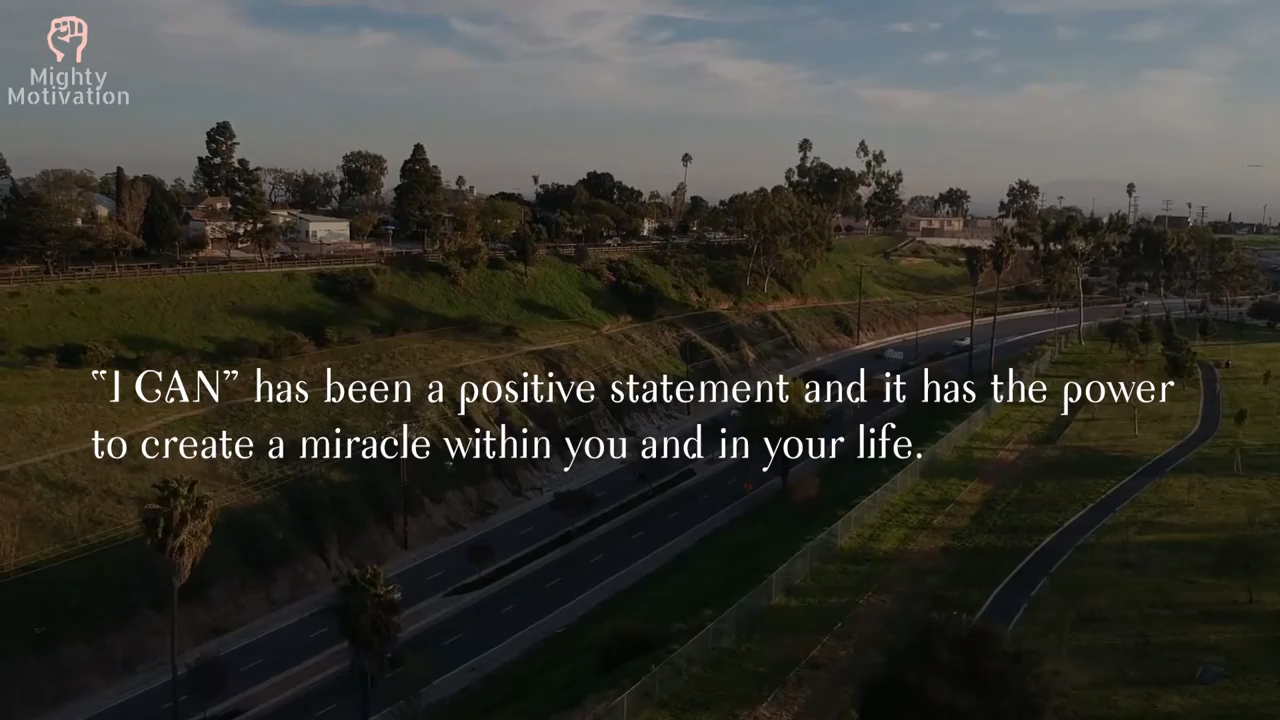 Mighty
Motivation
“I CAN” has been a positive statement and it has the power
to create a miracle within you and in your life.